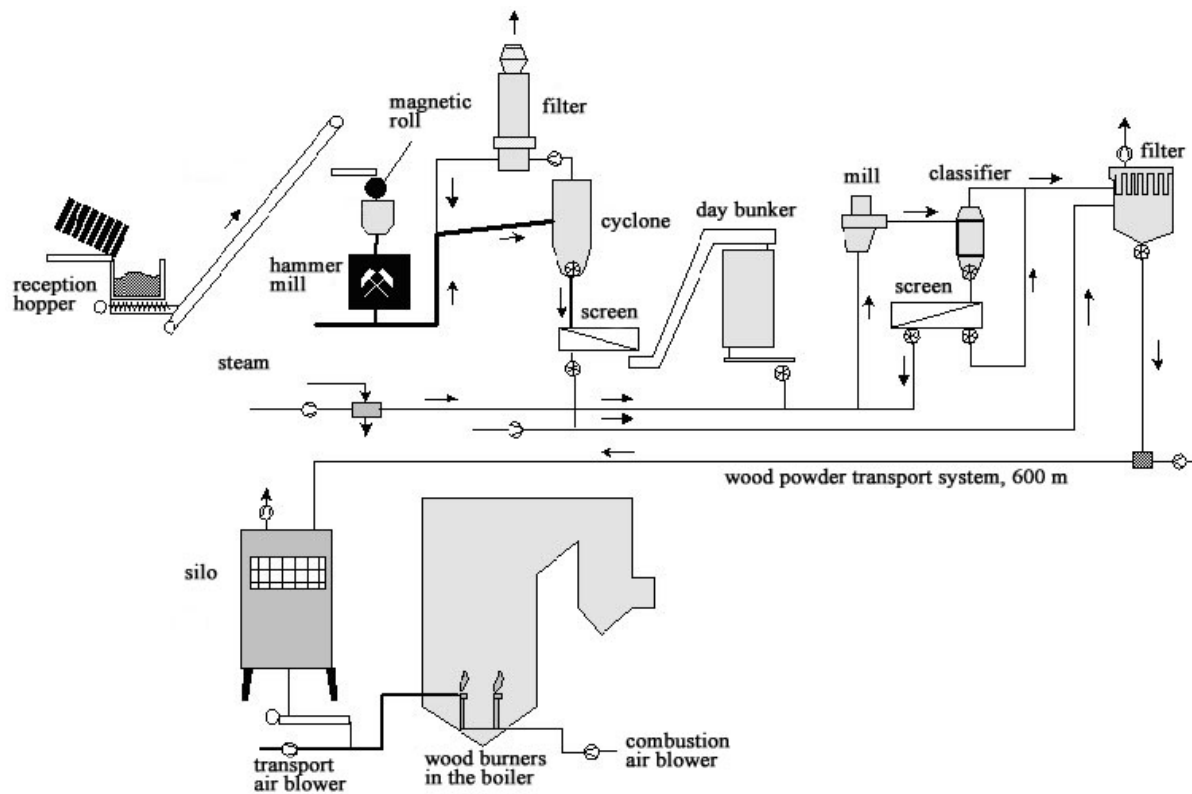 magnetic
roll
filter
reception
hopper
hammer
mill
cyclone
screen
day bunker
mill
classifier
filter
screen
steam
wood powder transport system, 600 m
silo
transport
air blower
wood burners
in the boiler
combustion
air blower